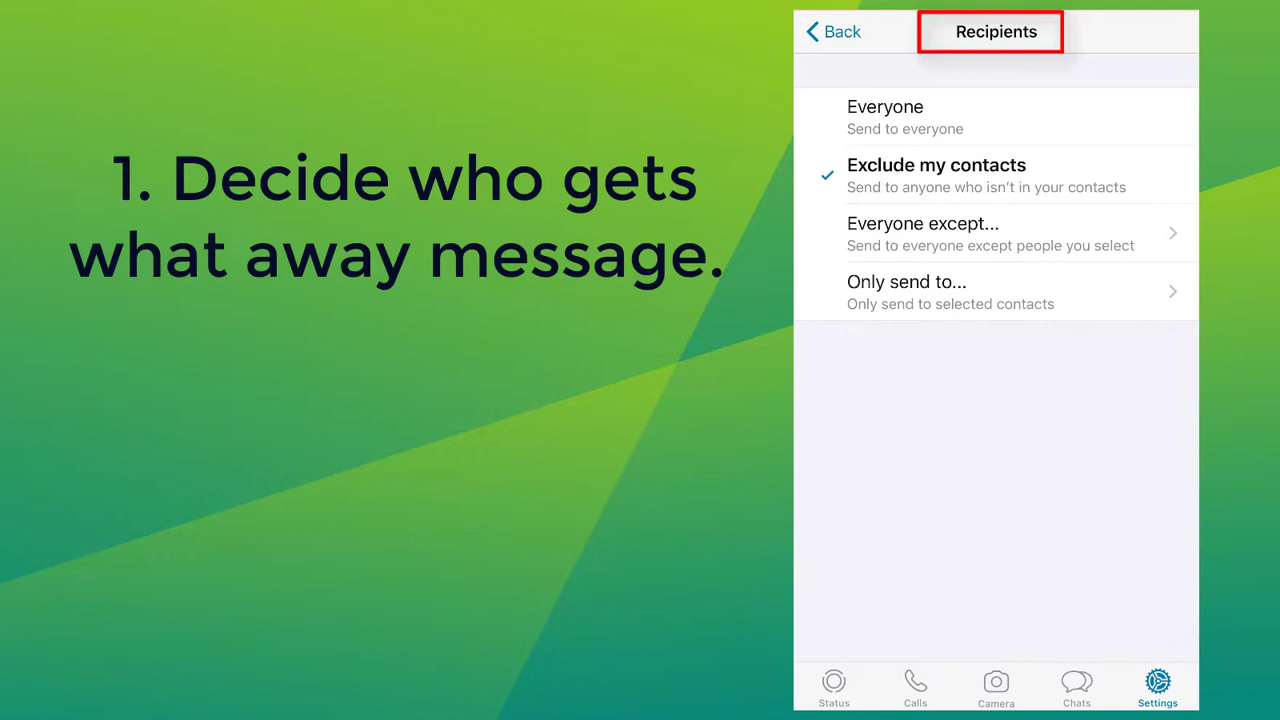 1. Decide who gets
what away message.
Back
Recipients
Everyone
Send to everyone
Exclude my contacts
Send to anyone who isn't in your contacts
Everyone except...
Send to everyone except people you select
Only send to...
Only send to selected contacts
Status
Calls
Camera
Chats
Settings